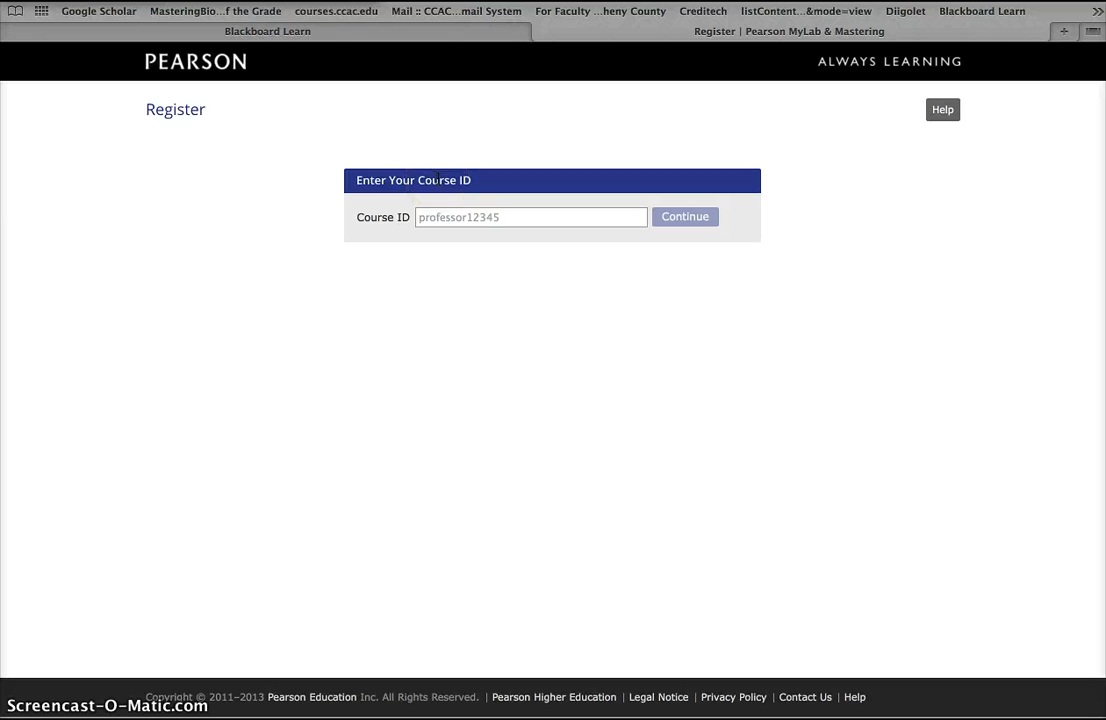 Google Scholar MasteringBio...f the Grade courses.ccac.edu Mail :: CCAC...mail System For Faculty ...heny County Creditech listContent...&mode=view Diigolet Blackboard Learn »
Blackboard Learn Register | Pearson MyLab & Mastering +
PEARSON ALWAYS LEARNING
Register Help
Enter Your Course ID
Course ID professor12345 Continue
Copyright © 2011–2013 Pearson Education Inc. All Rights Reserved. | Pearson Higher Education | Legal Notice | Privacy Policy | Contact Us | Help
Screencast-O-Matic.com